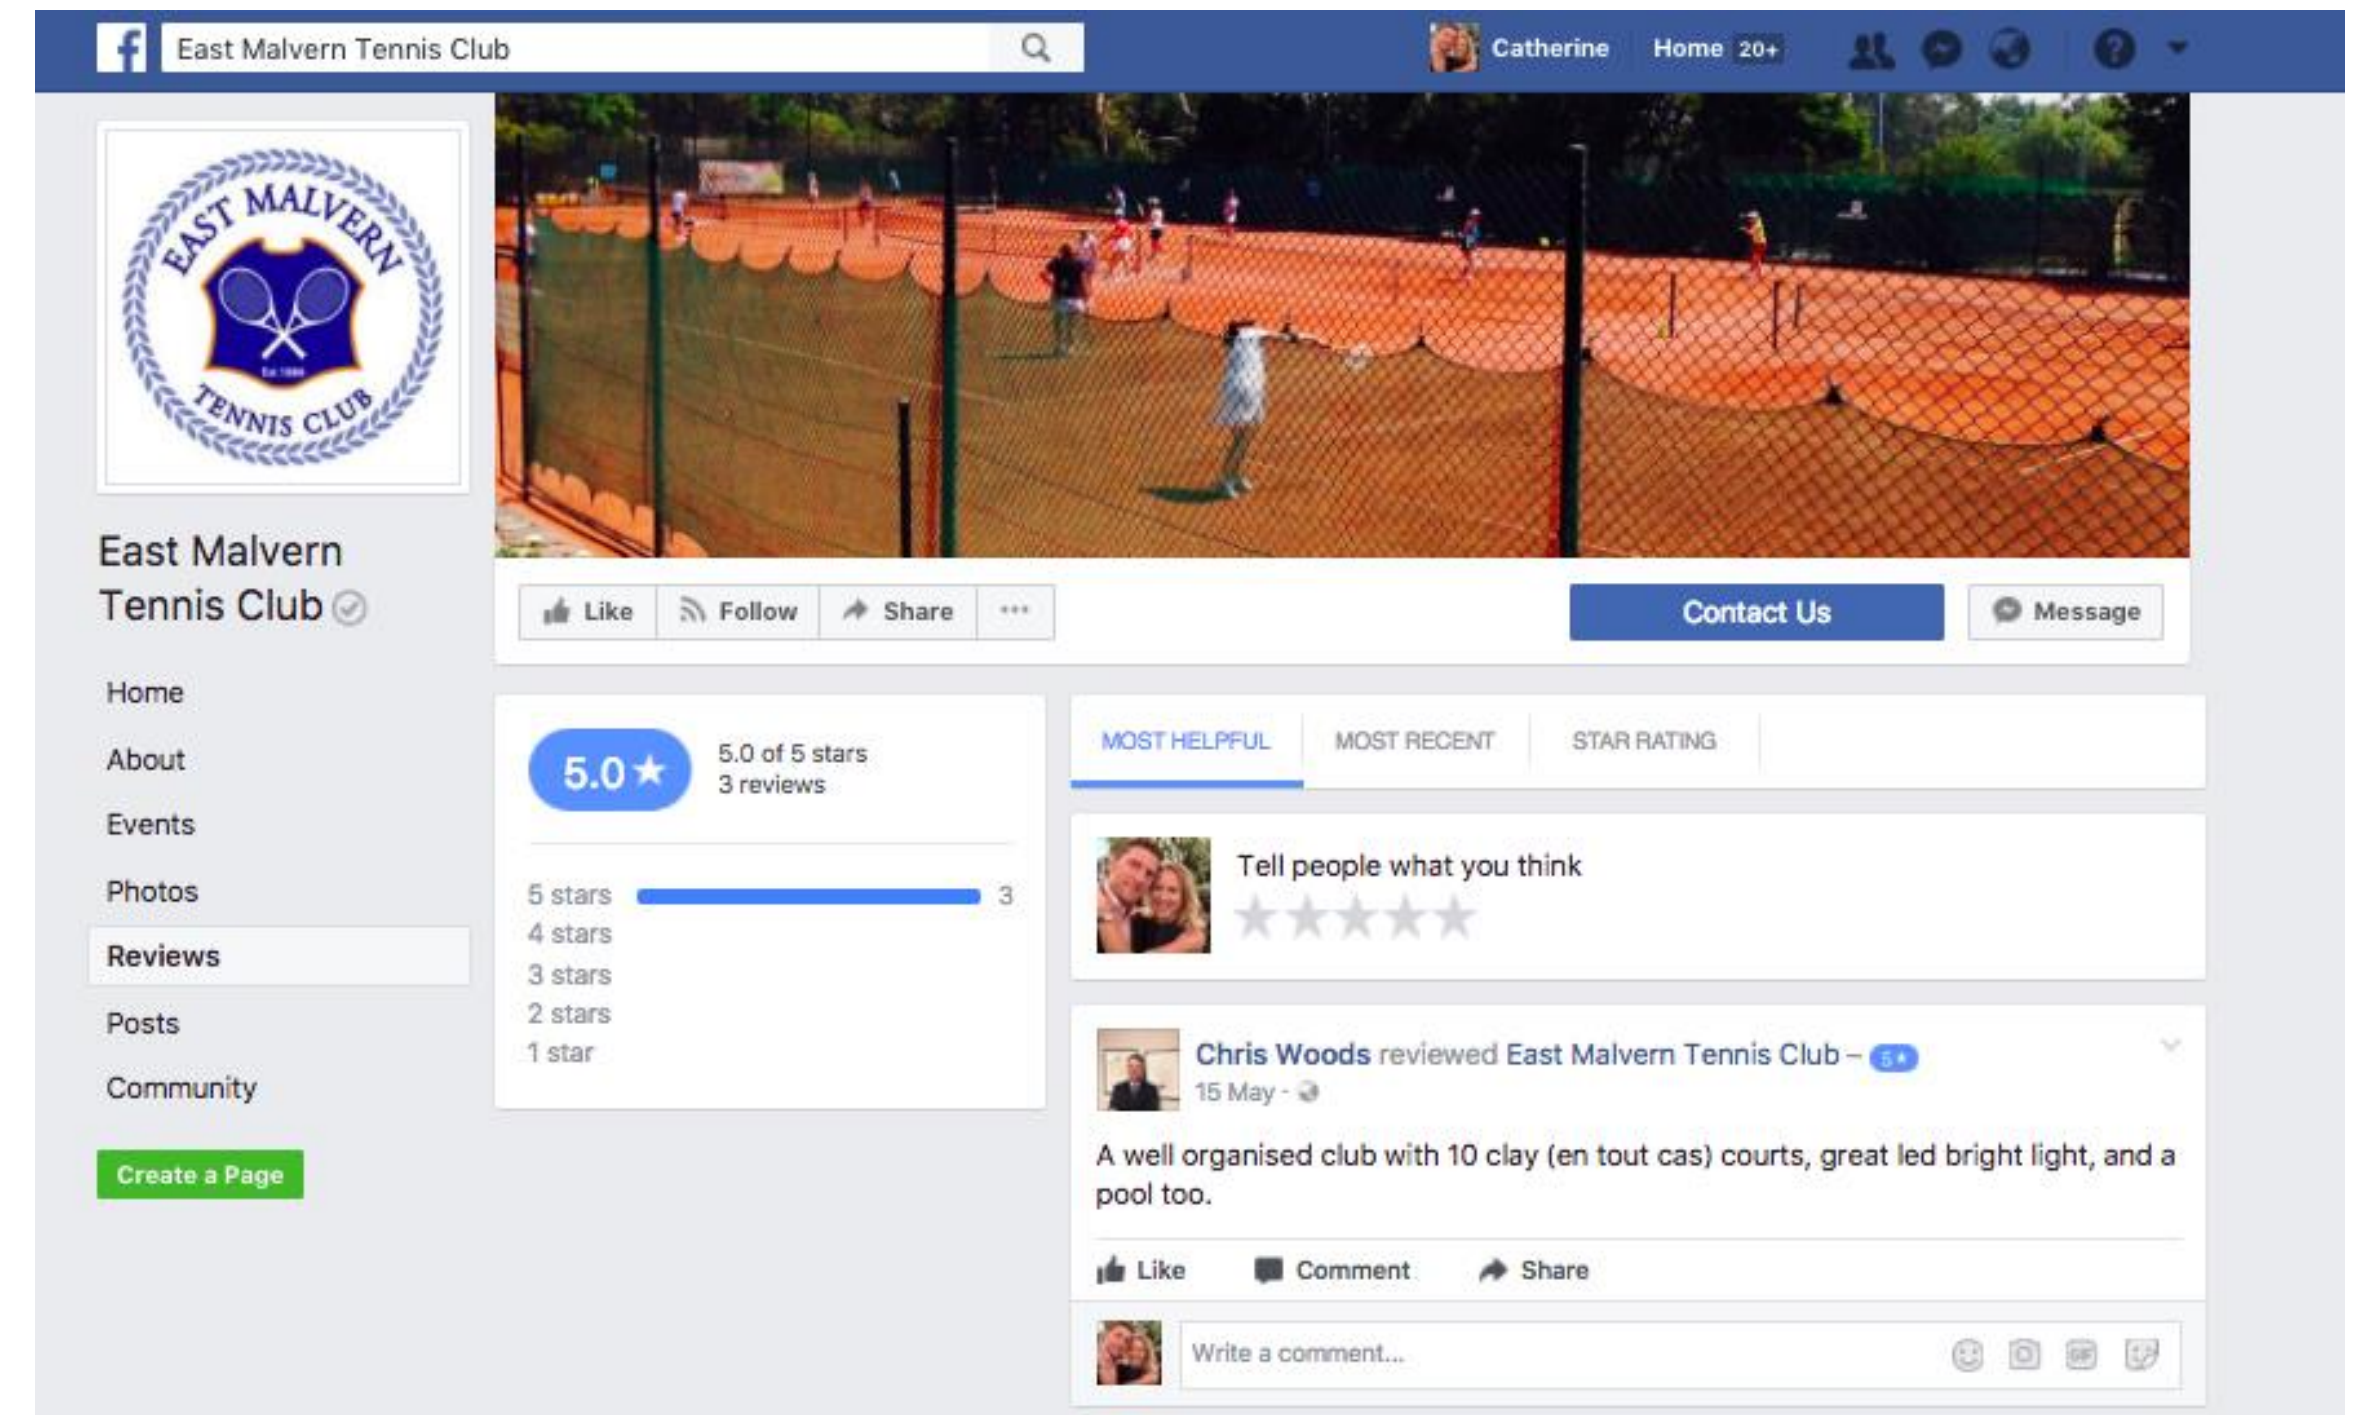 East Malvern Tennis Club
Catherine
Home 20+
EAST MALVERN
TENNIS CLUB
East Malvern
Tennis Club
Home
About
Events
Photos
Reviews
Posts
Community
Create a Page
Like
Follow
Share
Contact Us
Message
5.0★
5.0 of 5 stars
3 reviews
5 stars 3
4 stars
3 stars
2 stars
1 star
MOST HELPFUL
MOST RECENT
STAR RATING
Tell people what you think
Chris Woods reviewed East Malvern Tennis Club – 5★
15 May
A well organised club with 10 clay (en tout cas) courts, great led bright light, and a
pool too.
Like
Comment
Share
Write a comment...
GIF